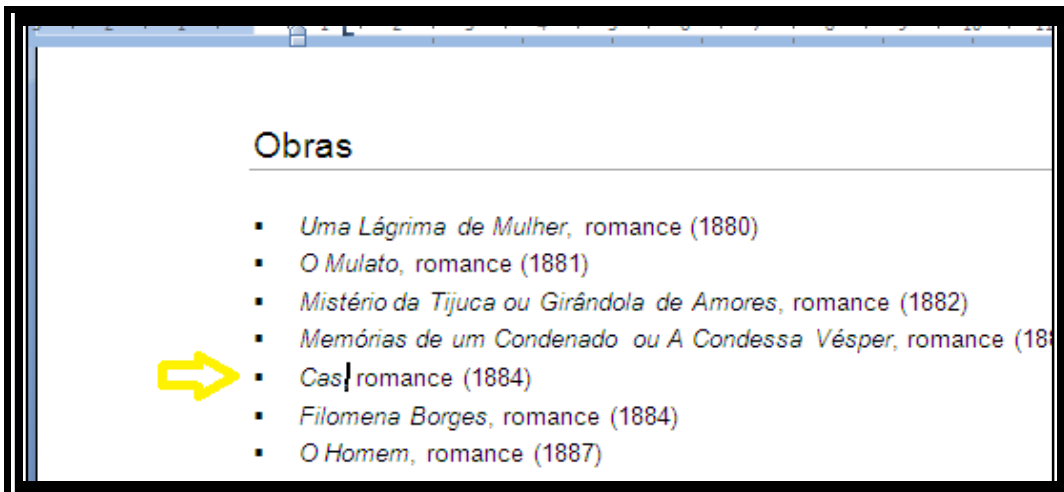 Obras
▪ Uma Lágrima de Mulher, romance (1880)
▪ O Mulato, romance (1881)
▪ Mistério da Tijuca ou Girândola de Amores, romance (1882)
▪ Memórias de um Condenado ou A Condessa Vésper, romance (188
▪ Cas romance (1884)
▪ Filomena Borges, romance (1884)
▪ O Homem, romance (1887)